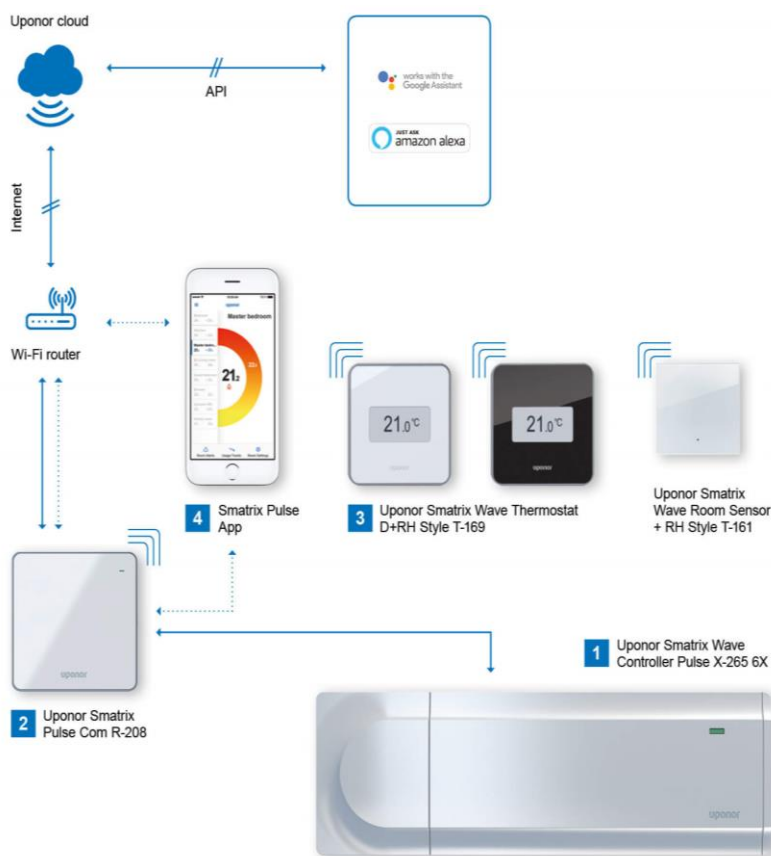 Uponor cloud
API
works with the
Google Assistant
JUST ASK
amazon alexa
Internet
Wi-Fi router
uponor
Master bedroom
21.2
4 Smatrix Pulse
App
21.0°C
uponor
21.0°C
uponor
3 Uponor Smatrix Wave Thermostat
D+RH Style T-169
Uponor Smatrix
Wave Room Sensor
+ RH Style T-161
uponor
2 Uponor Smatrix
Pulse Com R-208
1 Uponor Smatrix Wave
Controller Pulse X-265 6X
uponor